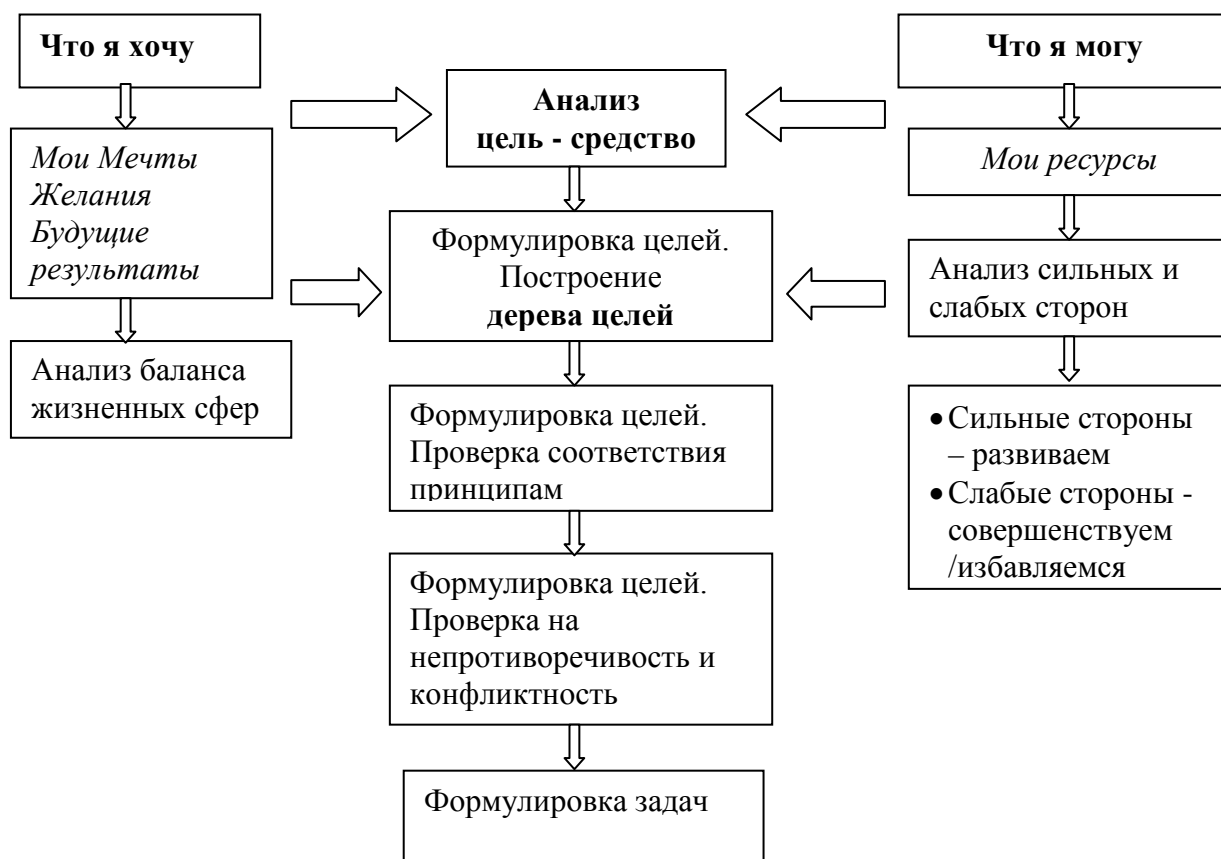 Что я хочу
Мои Мечты
Желания
Будущие
результаты
Анализ баланса
жизненных сфер
Анализ
цель - средство
Формулировка целей.
Построение
дерева целей
Формулировка целей.
Проверка соответствия
принципам
Формулировка целей.
Проверка на
непротиворечивость и
конфликтность
Формулировка задач
Что я могу
Мои ресурсы
Анализ сильных и
слабых сторон
• Сильные стороны
– развиваем
• Слабые стороны -
совершенствуем
/избавляемся